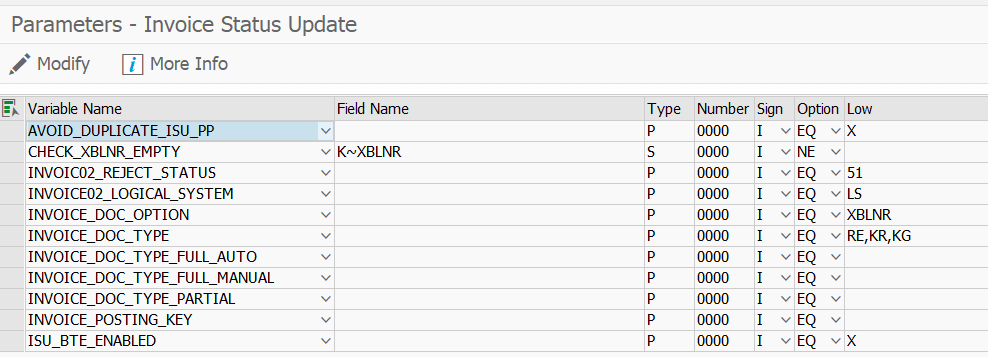 Parameters - Invoice Status Update
Modify More Info
Variable Name Field Name Type Number Sign Option Low
AVOID_DUPLICATE_ISU_PP P 0000 I EQ X
CHECK_XBLNR_EMPTY K~XBLNR S 0000 I NE
INVOIC02_REJECT_STATUS P 0000 I EQ 51
INVOICE02_LOGICAL_SYSTEM P 0000 I EQ LS
INVOICE_DOC_OPTION P 0000 I EQ XBLNR
INVOICE_DOC_TYPE P 0000 I EQ RE,KR,KG
INVOICE_DOC_TYPE_FULL_AUTO P 0000 I EQ
INVOICE_DOC_TYPE_FULL_MANUAL P 0000 I EQ
INVOICE_DOC_TYPE_PARTIAL P 0000 I EQ
INVOICE_POSTING_KEY P 0000 I EQ
ISU_BTE_ENABLED P 0000 I EQ X